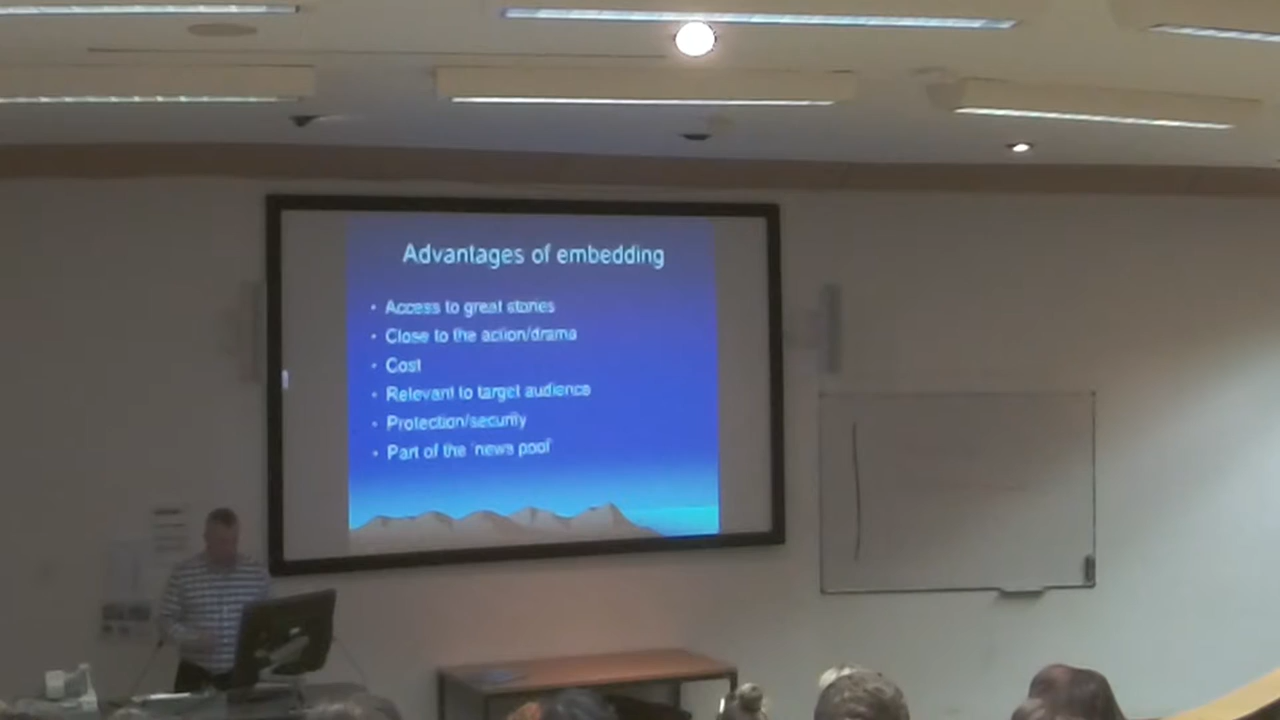 Advantages of embedding
• Access to great stories
• Close to the action/drama
• Cost
• Relevant to target audience
• Protection/security
• Part of the 'news pool'